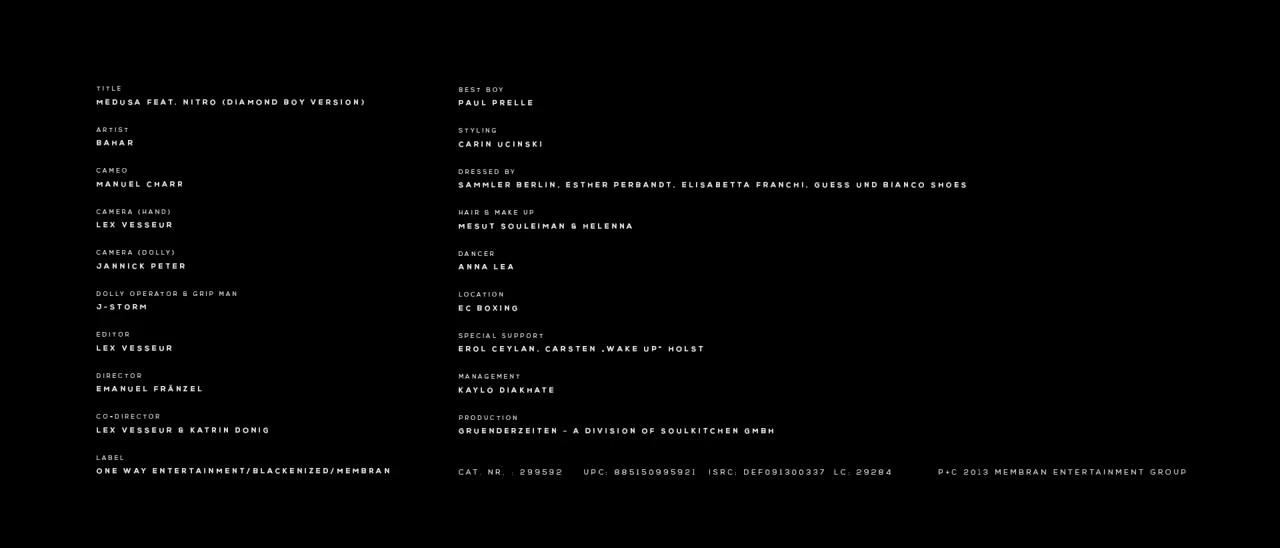 TITLE
MEDUSA FEAT. NITRO (DIAMOND BOY VERSION)
ARTIST
BAHAR
CAMEO
MANUEL CHARR
CAMERA (HAND)
LEX VESSEUR
CAMERA (DOLLY)
JANNICK PETER
DOLLY OPERATOR & GRIP MAN
J-STORM
EDITOR
LEX VESSEUR
DIRECTOR
EMANUEL FRÄNZEL
CO-DIRECTOR
LEX VESSEUR & KATRIN DONIG
LABEL
ONE WAY ENTERTAINMENT/BLACKENIZED/MEMBRAN
BEST BOY
PAUL PRELLE
STYLING
CARIN UCINSKI
DRESSED BY
SAMMLER BERLIN, ESTHER PERBANDT, ELISABETTA FRANCHI, GUESS UND BIANCO SHOES
HAIR & MAKE UP
MESUT SOULEIMAN & HELENNA
DANCER
ANNA LEA
LOCATION
EC BOXING
SPECIAL SUPPORT
EROL CEYLAN, CARSTEN „WAKE UP“ HOLST
MANAGEMENT
KAYLO DIAKHATE
PRODUCTION
GRUENDERZEITEN – A DIVISION OF SOULKITCHEN GMBH
CAT. NR. : 299592 UPC: 885150995921 ISRC: DEF091300337 LC: 29284 P+C 2013 MEMBRAN ENTERTAINMENT GROUP